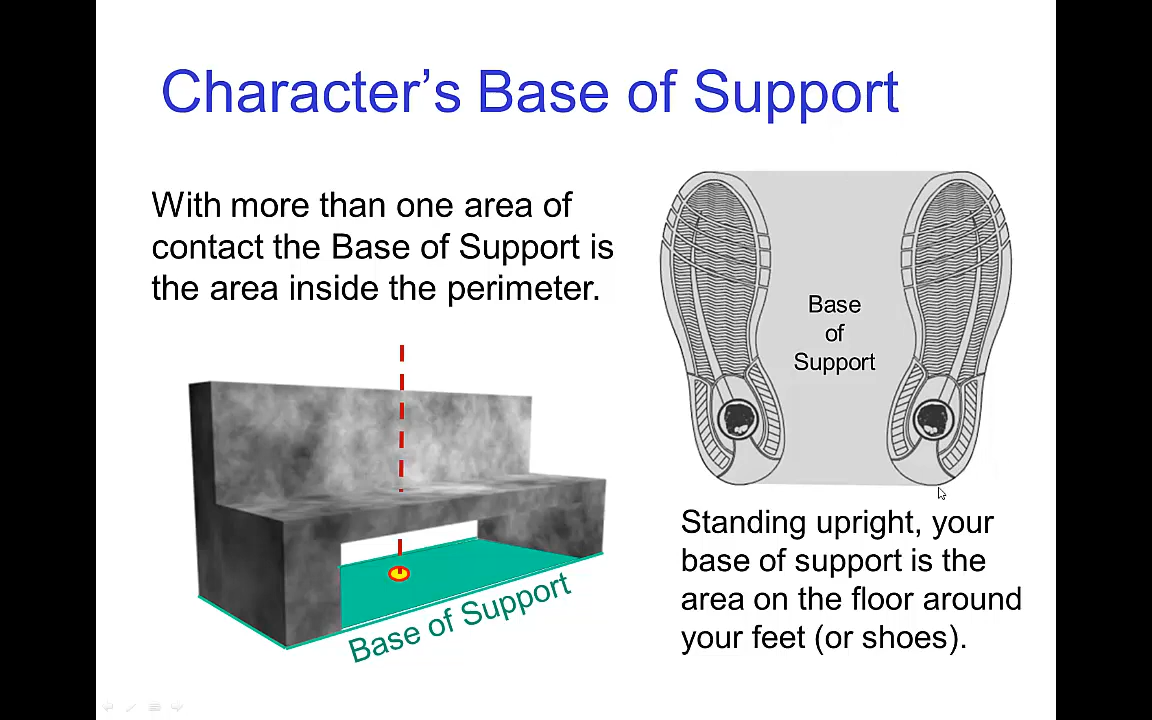 Character’s Base of Support
With more than one area of
contact the Base of Support is
the area inside the perimeter.
Base
of
Support
Base of Support
Standing upright, your
base of support is the
area on the floor around
your feet (or shoes).